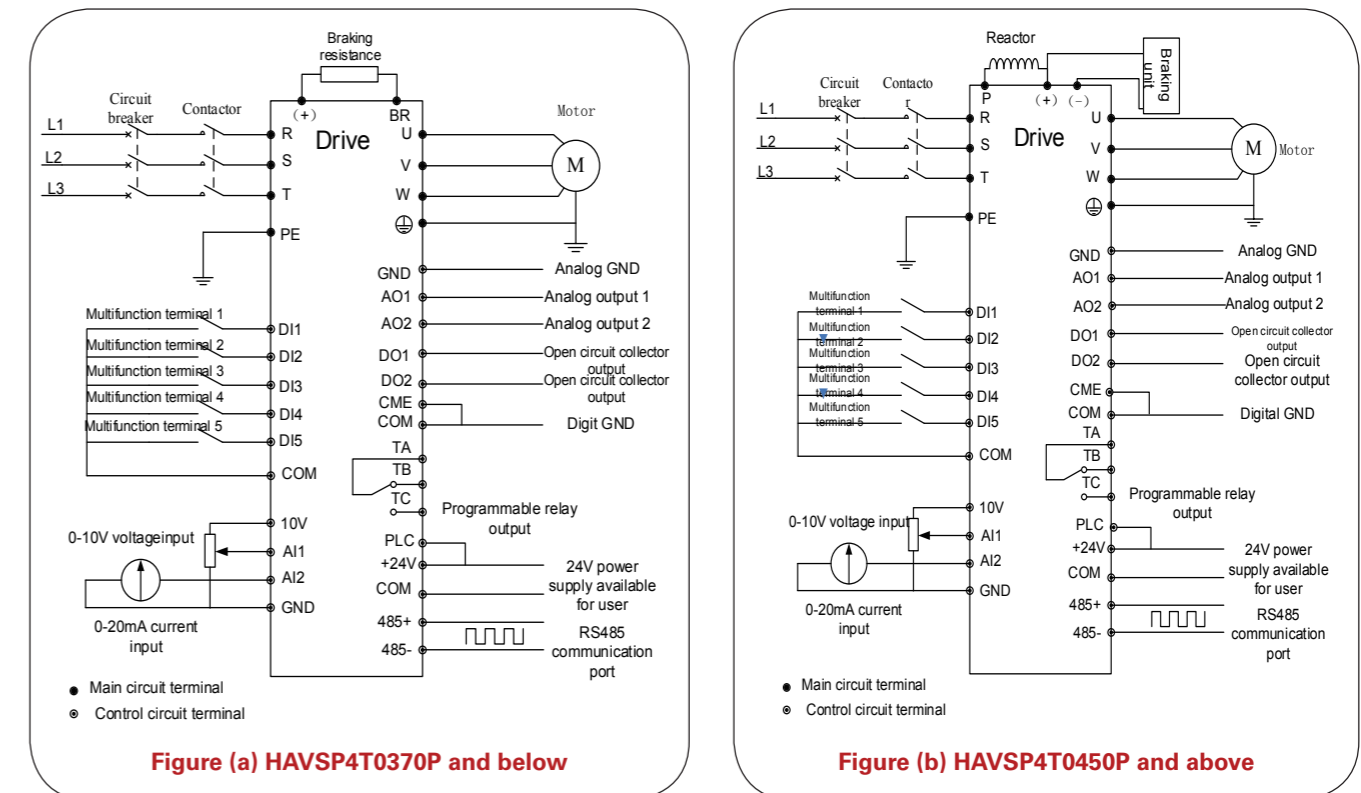 Braking
resistance
Circuit
breaker
Contactor
(+)
BR
L1
L2
L3
R
S
T
Drive
U
V
W
Motor
M
PE
GND
Analog GND
AO1
Analog output 1
AO2
Analog output 2
DO1
Open circuit collector
output
DO2
Open circuit collector
output
CME
COM
Digit GND
Multifunction terminal 1
DI1
Multifunction terminal 2
DI2
Multifunction terminal 3
DI3
Multifunction terminal 4
DI4
Multifunction terminal 5
DI5
COM
TA
TB
TC
Programmable relay
output
10V
0-10V voltageinput
AI1
AI2
GND
0-20mA current
input
PLC
+24V
COM
24V power
supply available
for user
485+
485-
RS485
communication
port
Main circuit terminal
Control circuit terminal
Figure (a) HAVSP4T0370P and below
Reactor
Braking
unit
Circuit
breaker
Contacto
r
P
(+)
(-)
L1
L2
L3
R
S
T
Drive
U
V
W
M
Motor
PE
GND
Analog GND
AO1
Analog output 1
AO2
Analog output 2
DO1
Open circuit collector
output
DO2
Open circuit
collector output
CME
COM
Digital GND
Multifunction
terminal 1
DI1
Multifunction
terminal 2
DI2
Multifunction
terminal 3
DI3
Multifunction
terminal 4
DI4
Multifunction
terminal 5
DI5
COM
TA
TB
TC
Programmable relay
output
10V
0-10V voltage input
AI1
AI2
GND
0-20mA current
input
PLC
+24V
COM
24V power
supply available
for user
485+
485-
RS485
communication
port
Main circuit terminal
Control circuit terminal
Figure (b) HAVSP4T0450P and above